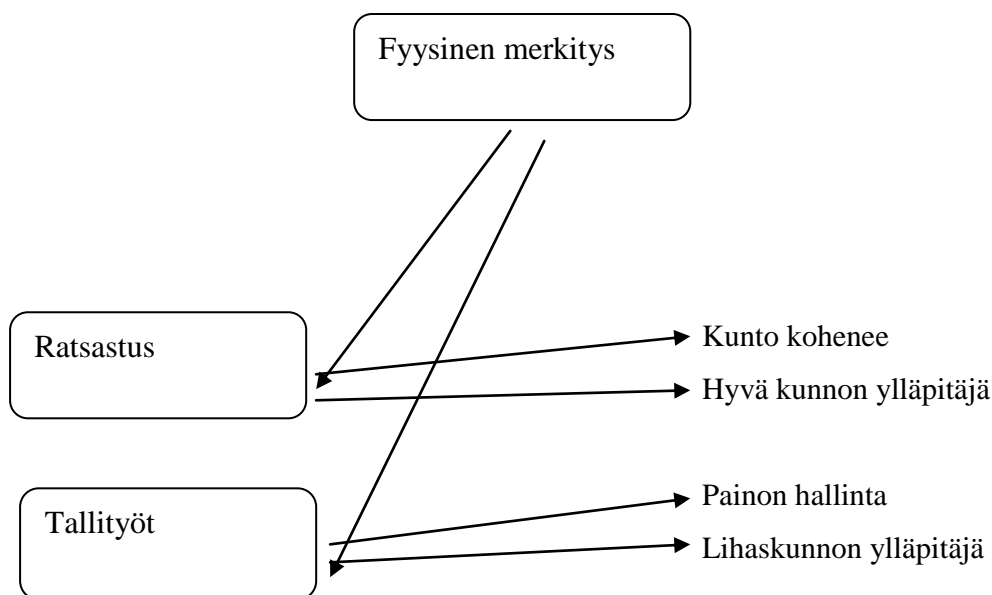 Fyysinen merkitys
Ratsastus
Kunto kohenee
Hyvä kunnon ylläpitäjä
Tallityöt
Painon hallinta
Lihaskunnon ylläpitäjä